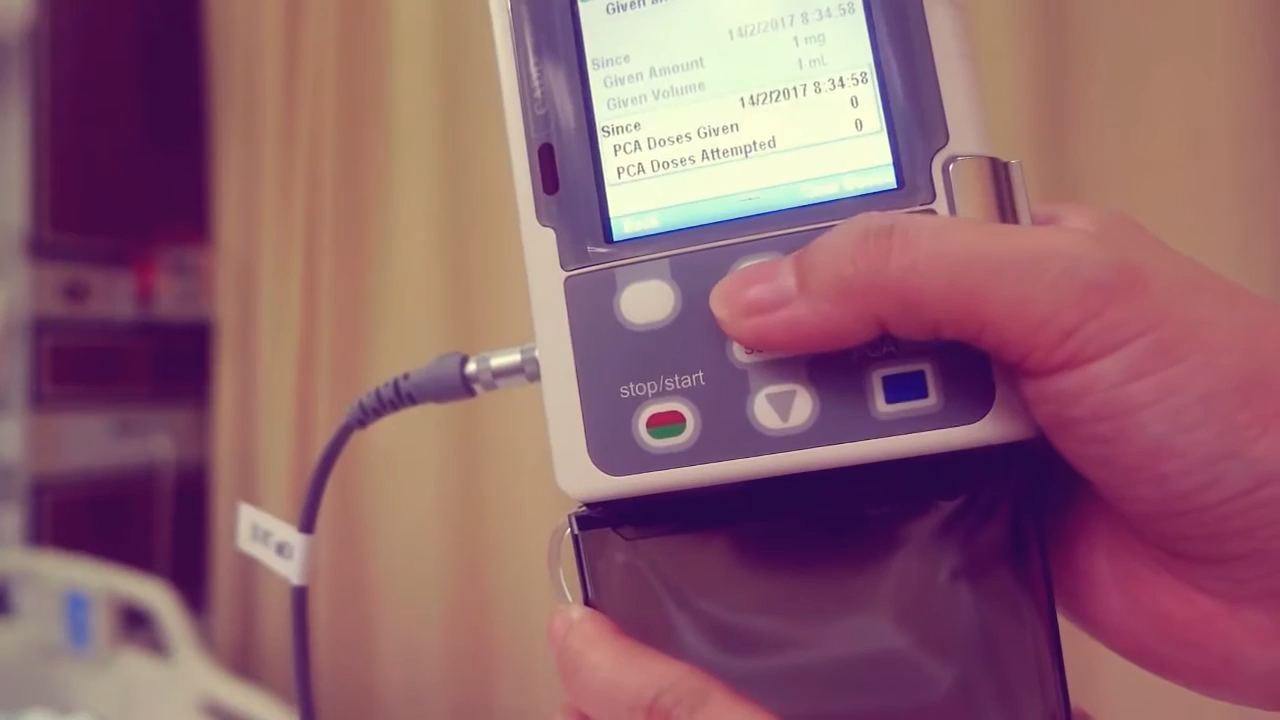 Given
14/2/2017 8:34:58
Since
Given Amount 1 mg
Given Volume 1 mL
14/2/2017 8:34:58
Since
PCA Doses Given 0
PCA Doses Attempted 0
stop/start
PCA